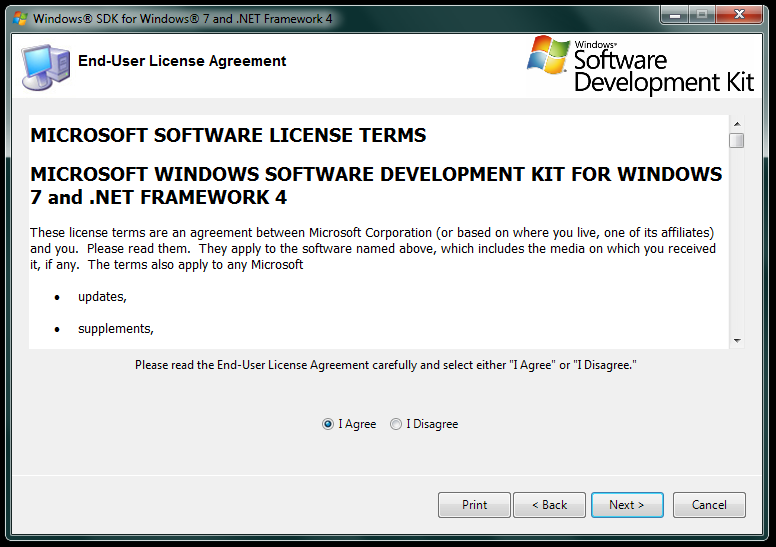 Windows® SDK for Windows® 7 and .NET Framework 4
End-User License Agreement
Windows®
Software
Development Kit
MICROSOFT SOFTWARE LICENSE TERMS
MICROSOFT WINDOWS SOFTWARE DEVELOPMENT KIT FOR WINDOWS
7 and .NET FRAMEWORK 4
These license terms are an agreement between Microsoft Corporation (or based on where you live, one of its affiliates)
and you.  Please read them.  They apply to the software named above, which includes the media on which you received
it, if any.  The terms also apply to any Microsoft
• updates,
• supplements,
Please read the End-User License Agreement carefully and select either "I Agree" or "I Disagree."
I Agree
I Disagree
Print
< Back
Next >
Cancel